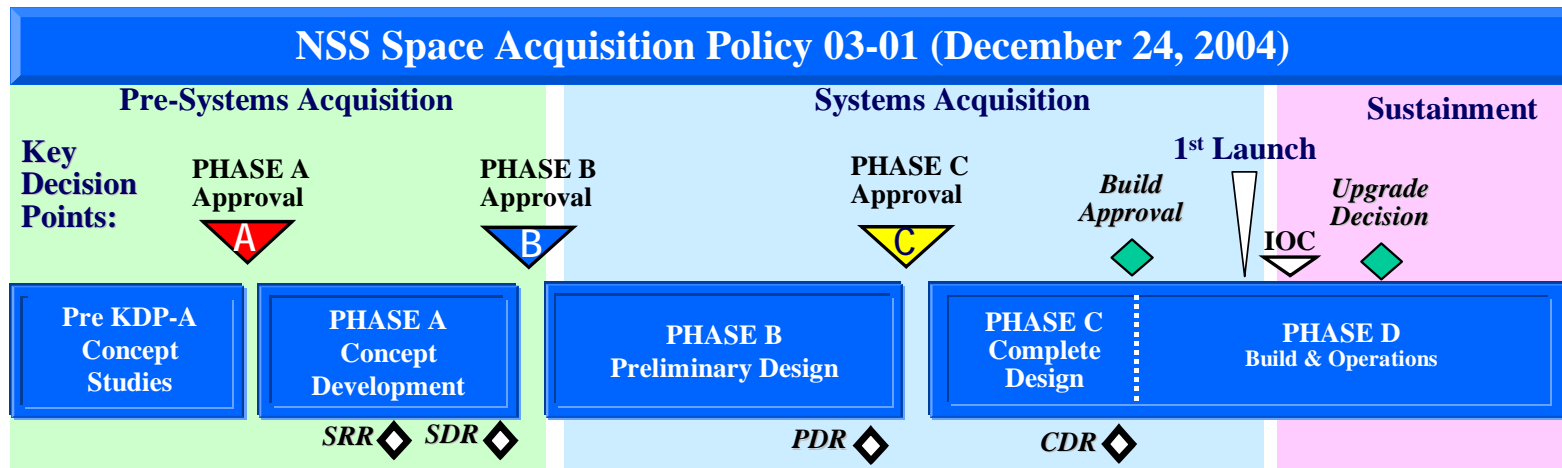 NSS Space Acquisition Policy 03-01 (December 24, 2004)
Pre-Systems Acquisition
Systems Acquisition
Sustainment
Key
Decision
Points:
PHASE A
Approval
A
PHASE B
Approval
B
PHASE C
Approval
C
Build
Approval
1st Launch
IOC
Upgrade
Decision
Pre KDP-A
Concept
Studies
PHASE A
Concept
Development
PHASE B
Preliminary Design
PHASE C
Complete
Design
PHASE D
Build & Operations
SRR
SDR
PDR
CDR